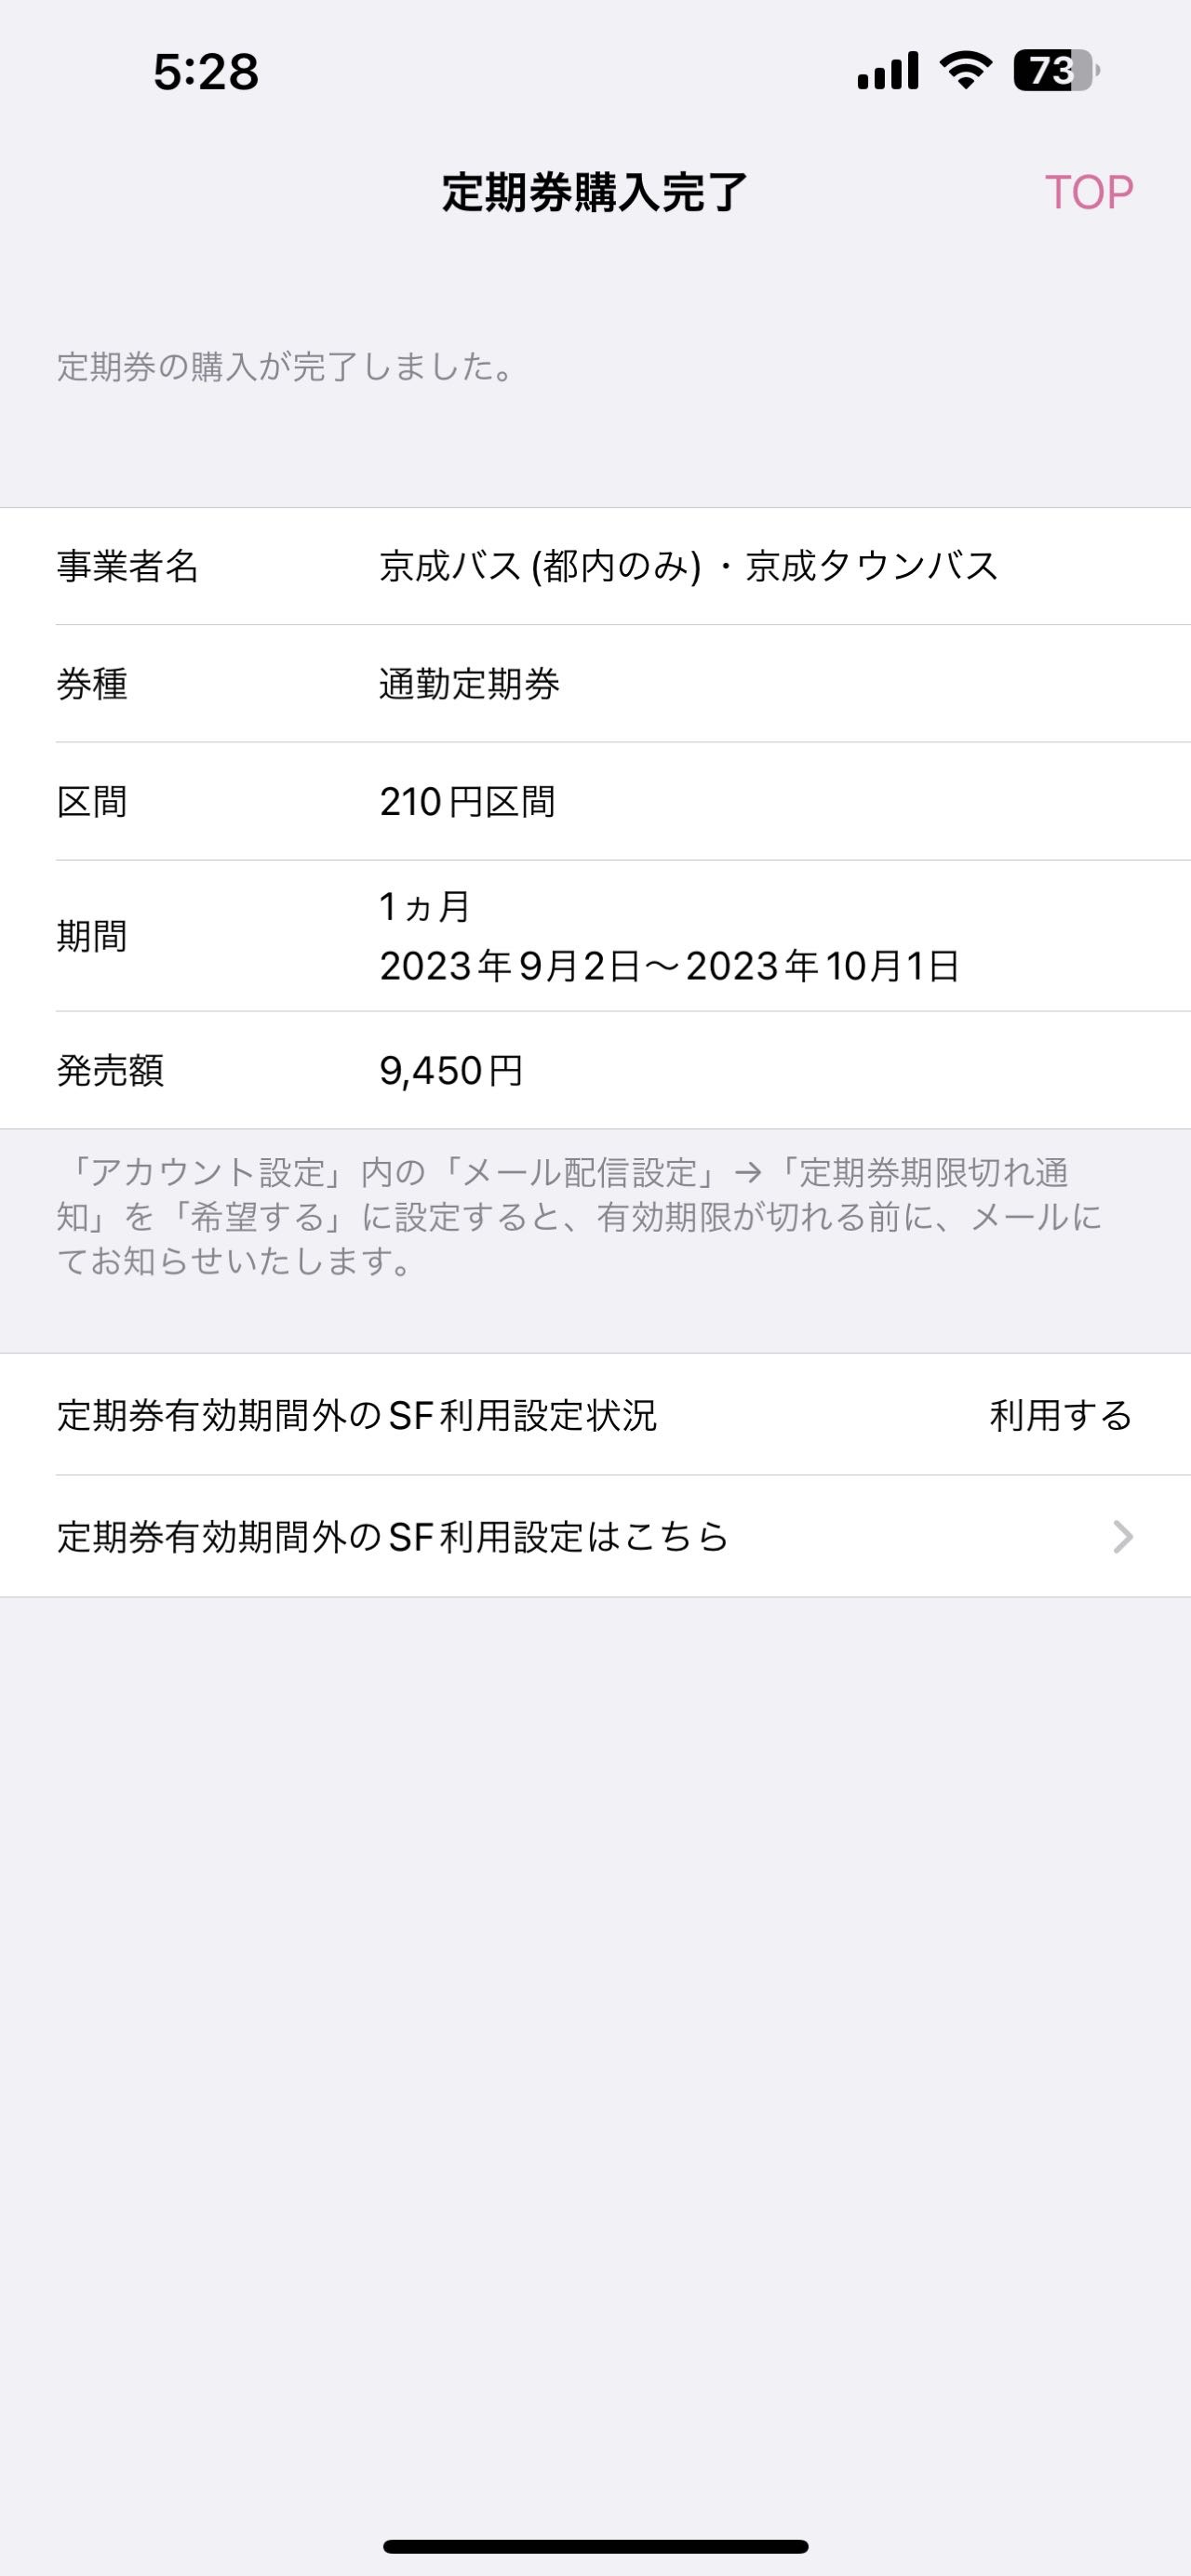 5:28
73
定期券購入完了
TOP
定期券の購入が完了しました。
事業者名 京成バス(都内のみ)・京成タウンバス
券種 通勤定期券
区間 210円区間
期間 1ヵ月
2023年9月2日〜2023年10月1日
発売額 9,450円
「アカウント設定」内の「メール配信設定」→「定期券期限切れ通
知」を「希望する」に設定すると、有効期限が切れる前に、メールに
てお知らせいたします。
定期券有効期間外のSF利用設定状況 利用する
定期券有効期間外のSF利用設定はこちら